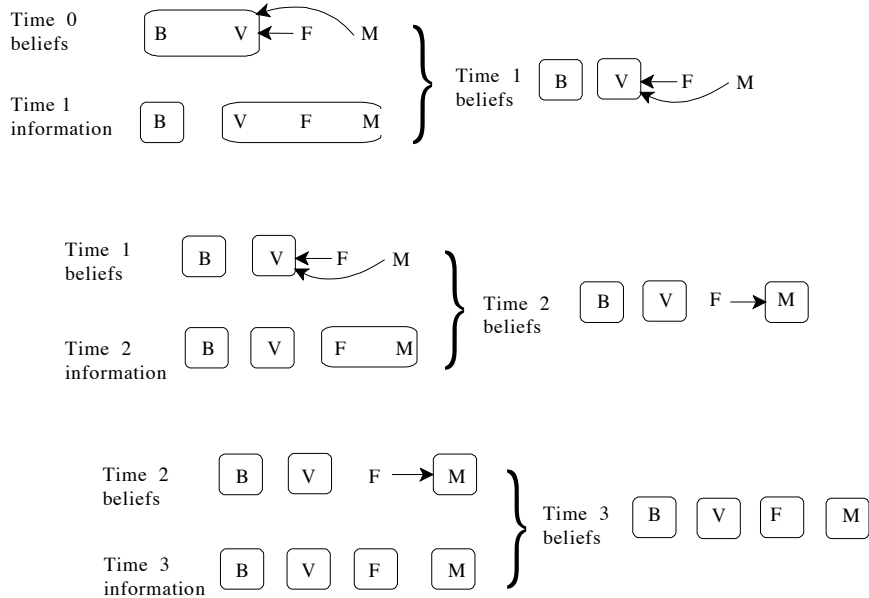 Time 0
beliefs
B V F M
Time 1
information
B V F M
Time 1
beliefs
B V F M
Time 1
beliefs
B V F M
Time 2
information
B V F M
Time 2
beliefs
B V F M
Time 2
beliefs
B V F M
Time 3
information
B V F M
Time 3
beliefs
B V F M